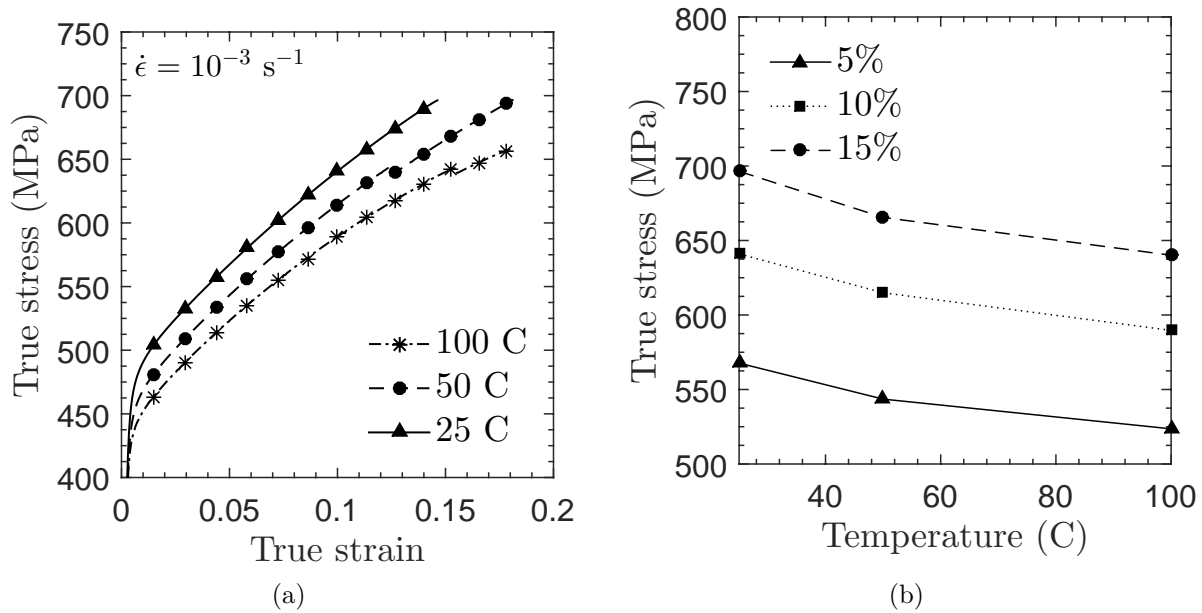 750
700
650
600
550
500
450
400
0
0.05
0.1
0.15
0.2
True stress (MPa)
True strain
ϵ̇ = 10⁻³ s⁻¹
100 C
50 C
25 C
(a)
800
750
700
650
600
550
500
40
60
80
100
True stress (MPa)
Temperature (C)
5%
10%
15%
(b)